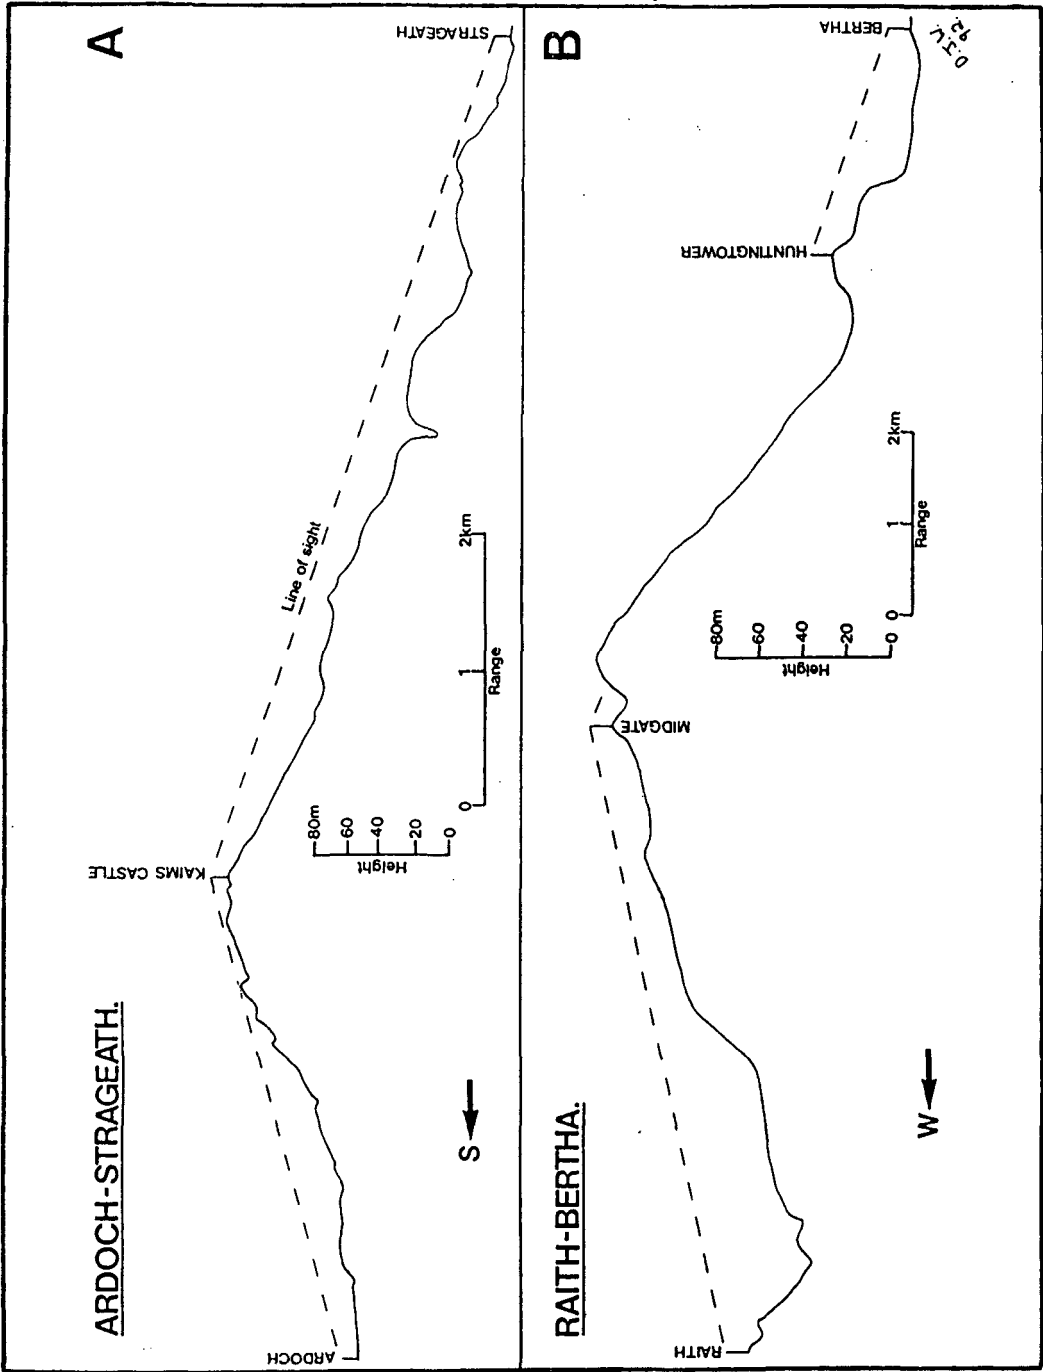 A
ARDOCH-STRAGEATH.
ARDOCH
KAIMS CASTLE
STRAGEATH
Line of sight
80m
60
40
20
0
Height
0 1 2km
Range
S
B
RAITH-BERTHA.
RAITH
MIDGATE
HUNTINGTOWER
BERTHA
80m
60
40
20
0
Height
0 1 2km
Range
W
D.J.W.
92.